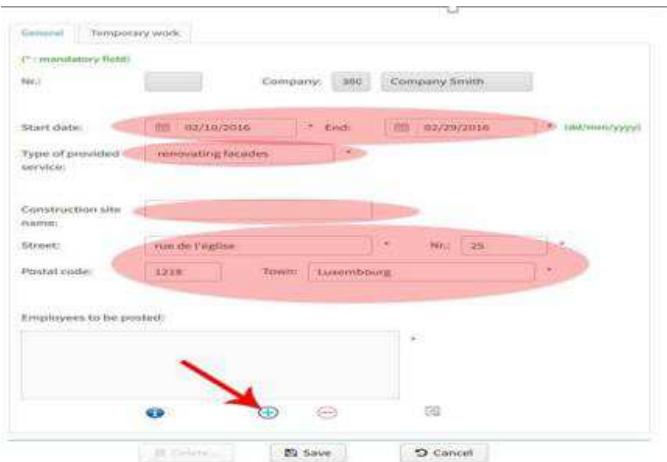 General Temporary work
(* : mandatory field)
Nr.: Company: 380 Company Smith
Start date: 02/10/2016 * End: 02/29/2016 * (dd/mm/yyyy)
Type of provided service: renovating facades *
Construction site name:
Street: rue de l'église * Nr.: 25 *
Postal code: 1219 Town: Luxembourg *
Employees to be posted:
*
Delete... Save Cancel